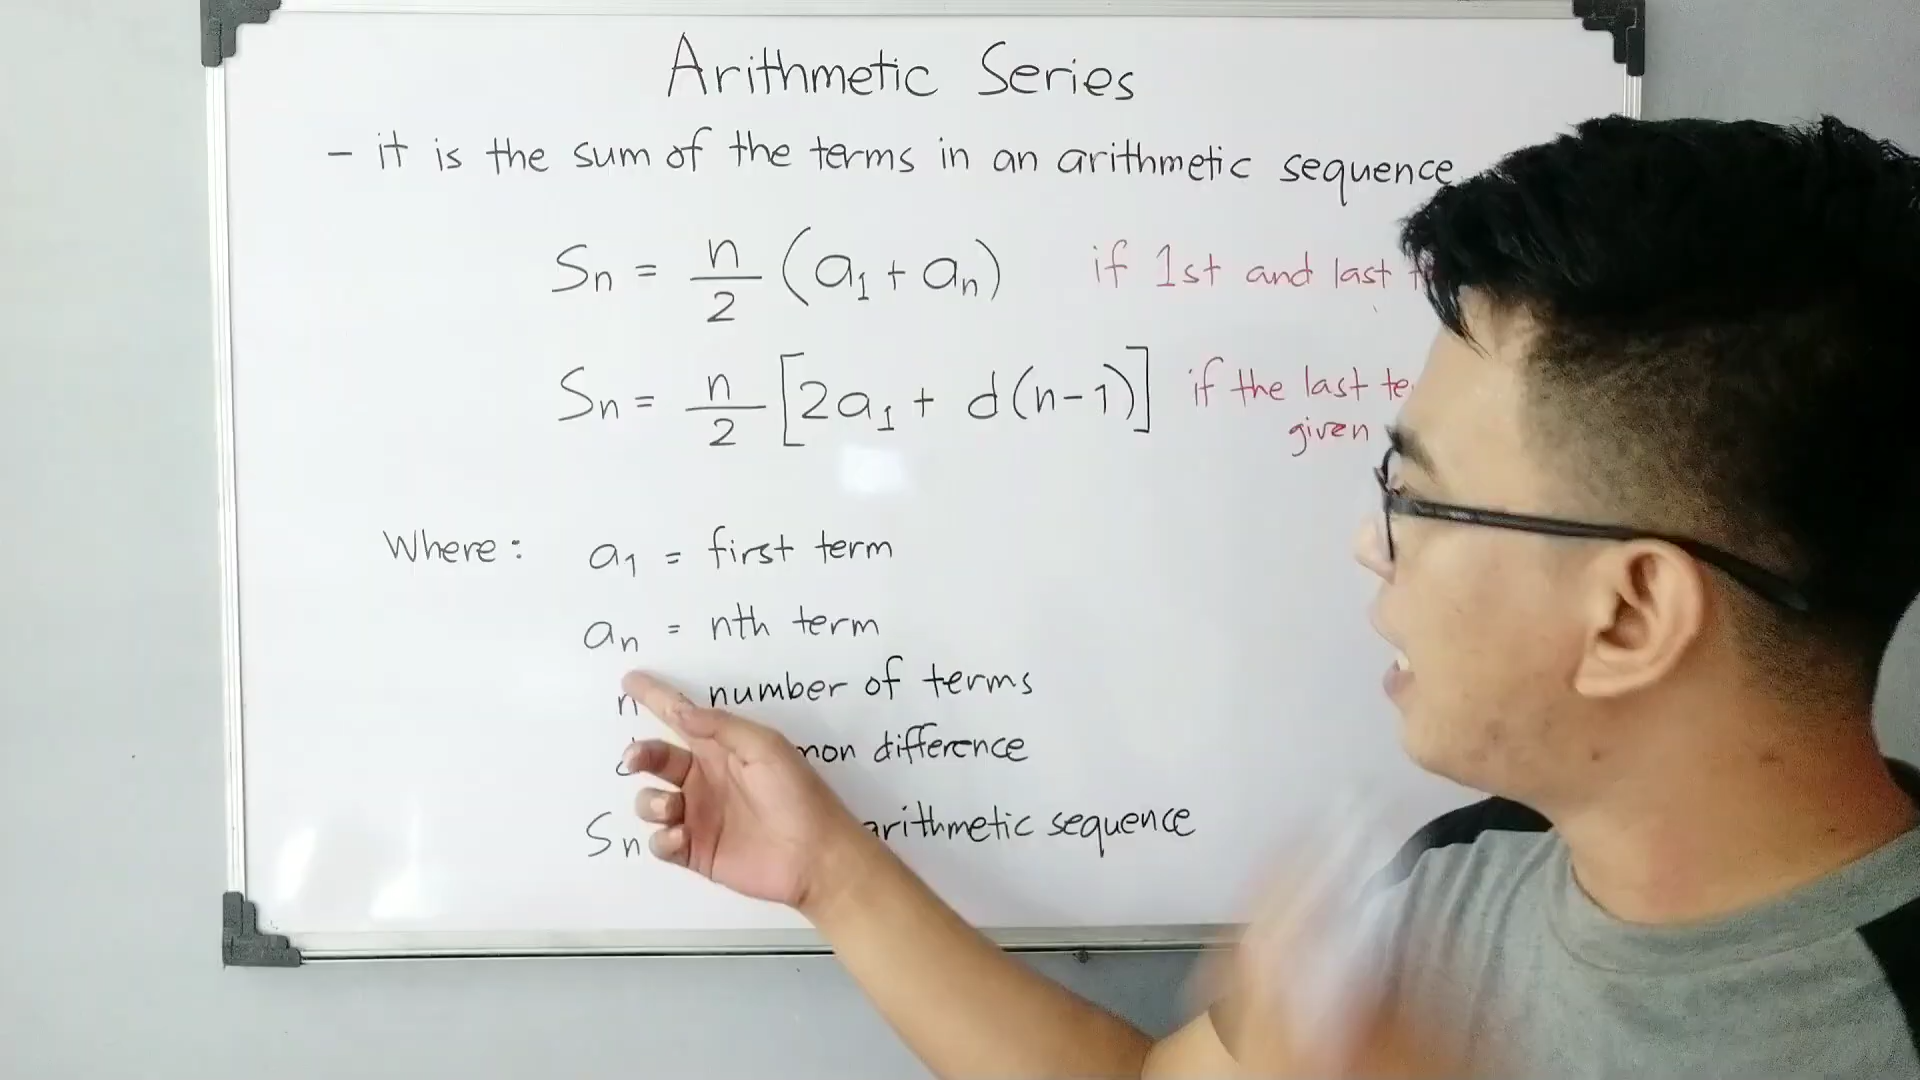 Arithmetic Series
- it is the sum of the terms in an arithmetic sequence
Sn = n/2 (a1 + an) if 1st and last
Sn = n/2 [2a1 + d(n-1)] if the last
given
Where: a1 = first term
an = nth term
n number of terms
difference
Sn arithmetic sequence